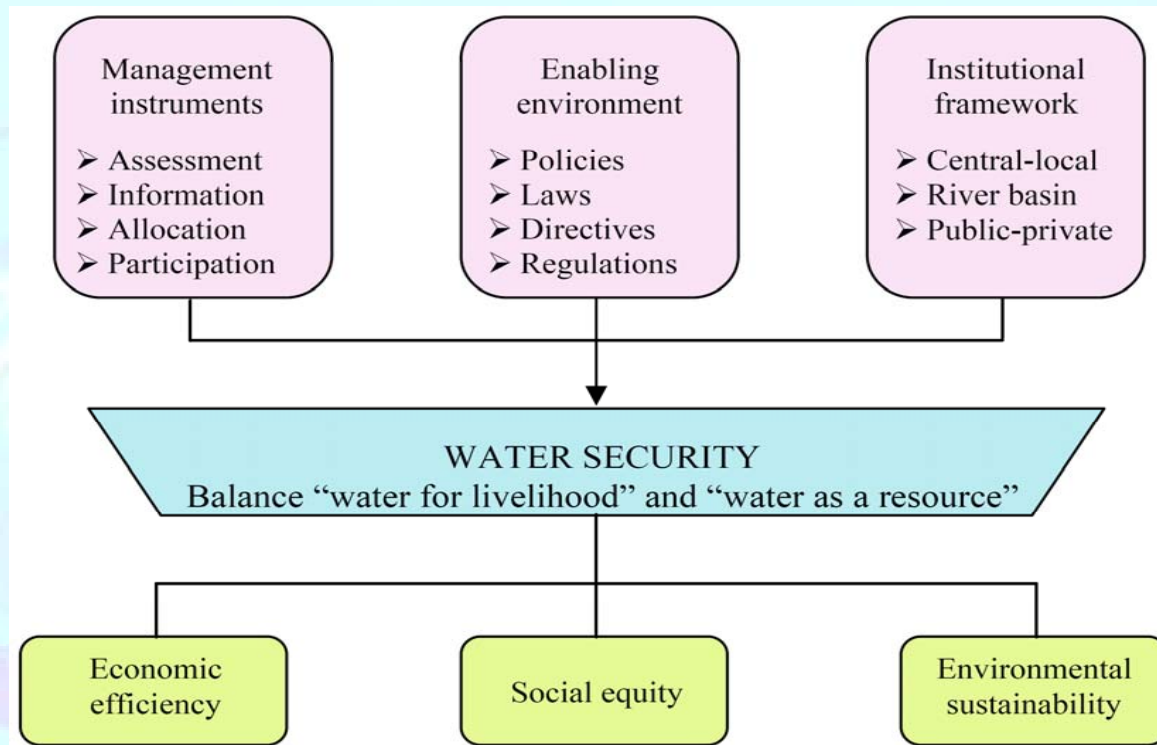 Management
instruments
➢ Assessment
➢ Information
➢ Allocation
➢ Participation
Enabling
environment
➢ Policies
➢ Laws
➢ Directives
➢ Regulations
Institutional
framework
➢ Central-local
➢ River basin
➢ Public-private
WATER SECURITY
Balance “water for livelihood” and “water as a resource”
Economic
efficiency
Social equity
Environmental
sustainability